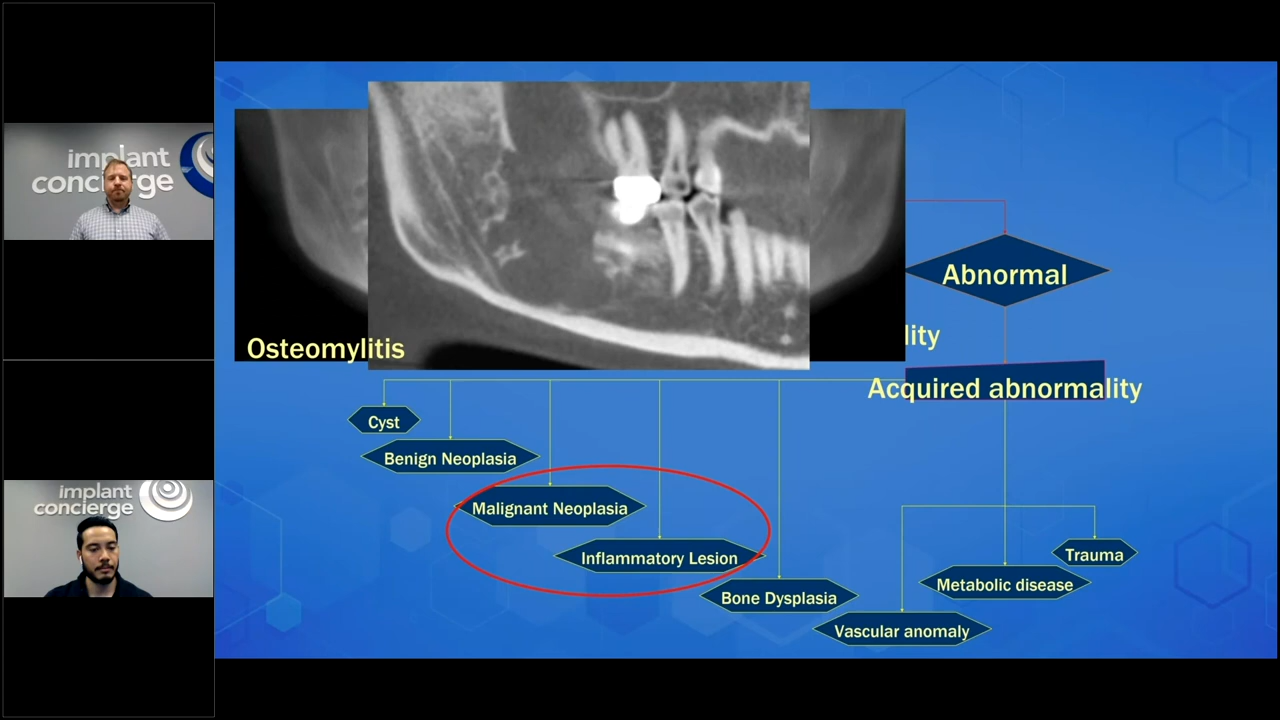 implant
concierge
implant
concierge
Osteomylitis
Abnormal
lity
Acquired abnormality
Cyst
Benign Neoplasia
Malignant Neoplasia
Inflammatory Lesion
Bone Dysplasia
Trauma
Metabolic disease
Vascular anomaly